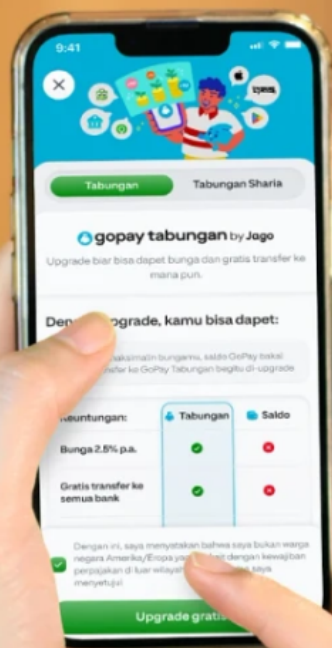 9:41
Tabungan Tabungan Sharia
gopay tabungan by Jago
Upgrade biar bisa dapet bunga dan gratis transfer ke
mana pun.
upgrade, kamu bisa dapet:
maksimalin bungamu, saldo GoPay bakal
ke GoPay Tabungan begitu di-upgrade
Keuntungan: Tabungan Saldo
Bunga 2.5% p.a.
Gratis transfer ke
semua bank
Dengan ini, saya menyatakan bahwa saya bukan warga
negara Amerika/Eropa dengan kewajiban
perpajakan di luar saya
menyetujui
Upgrade gratis